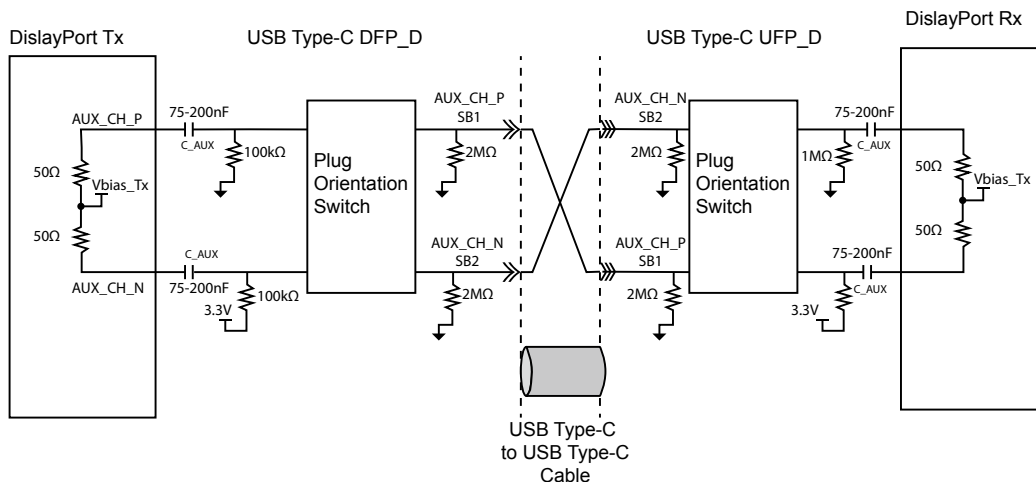 DislayPort Tx
USB Type-C DFP_D
USB Type-C UFP_D
DislayPort Rx
AUX_CH_P
50Ω
Vbias_Tx
50Ω
AUX_CH_N
75-200nF
C_AUX
100kΩ
C_AUX
75-200nF
100kΩ
3.3V
Plug
Orientation
Switch
AUX_CH_P
SB1
2MΩ
AUX_CH_N
SB2
2MΩ
AUX_CH_N
SB2
2MΩ
AUX_CH_P
SB1
2MΩ
Plug
Orientation
Switch
75-200nF
C_AUX
1MΩ
75-200nF
C_AUX
3.3V
50Ω
Vbias_Tx
50Ω
USB Type-C
to USB Type-C
Cable